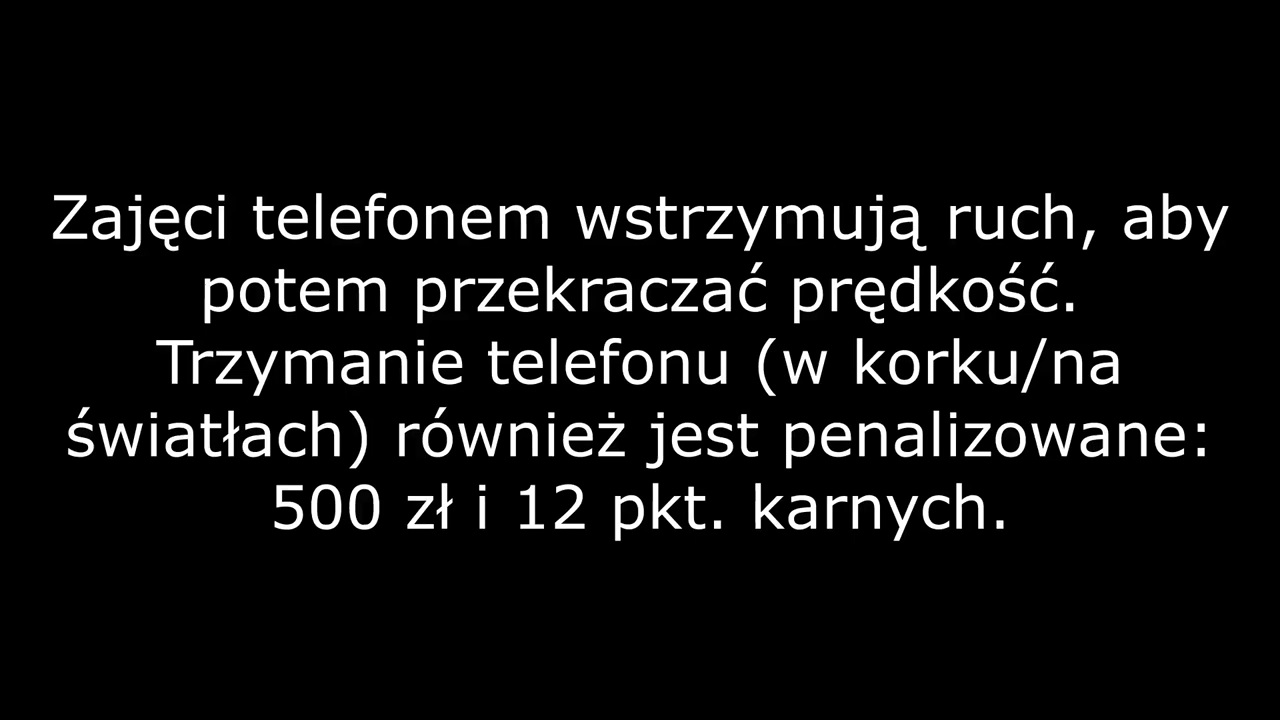 Zajęci telefonem wstrzymują ruch, aby
potem przekraczać prędkość.
Trzymanie telefonu (w korku/na
światłach) również jest penalizowane:
500 zł i 12 pkt. karnych.